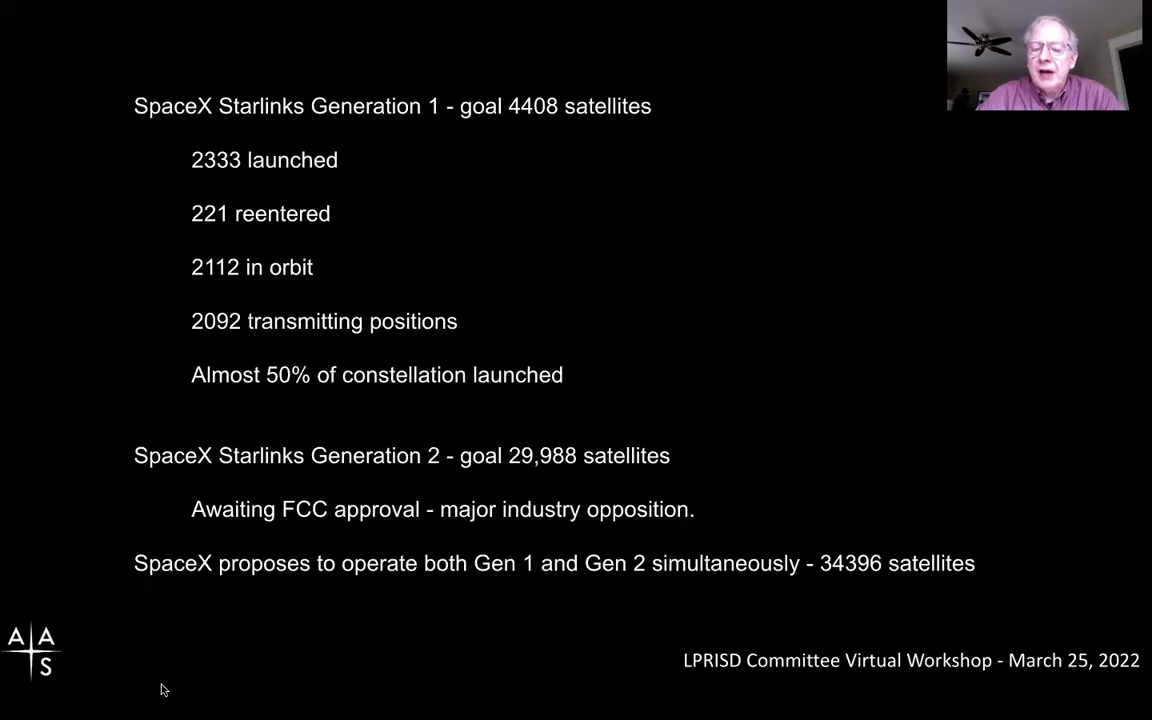 SpaceX Starlinks Generation 1 - goal 4408 satellites
2333 launched
221 reentered
2112 in orbit
2092 transmitting positions
Almost 50% of constellation launched
SpaceX Starlinks Generation 2 - goal 29,988 satellites
Awaiting FCC approval - major industry opposition.
SpaceX proposes to operate both Gen 1 and Gen 2 simultaneously - 34396 satellites
A A
S
LPRISD Committee Virtual Workshop - March 25, 2022